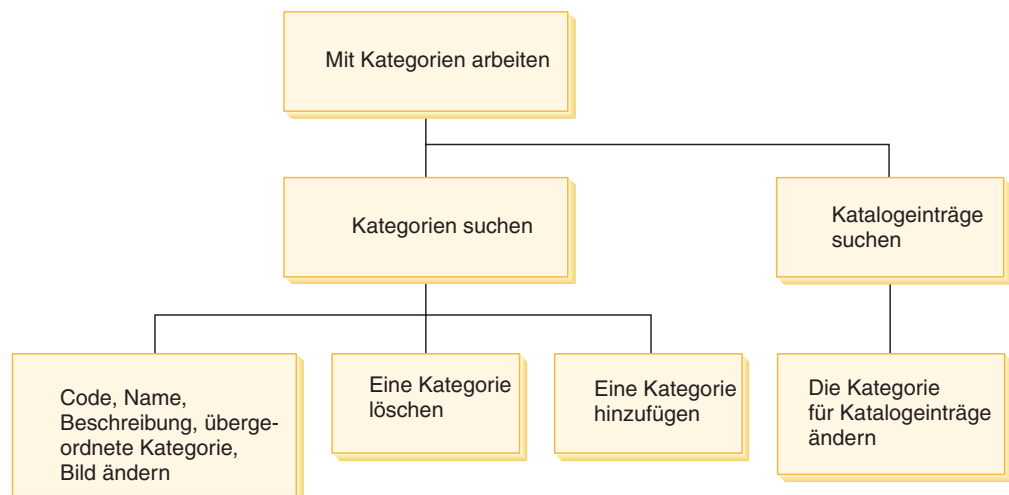 Mit Kategorien arbeiten
Kategorien suchen
Katalogeinträge
suchen
Code, Name,
Beschreibung, überge-
ordnete Kategorie,
Bild ändern
Eine Kategorie
löschen
Eine Kategorie
hinzufügen
Die Kategorie
für Katalogeinträge
ändern